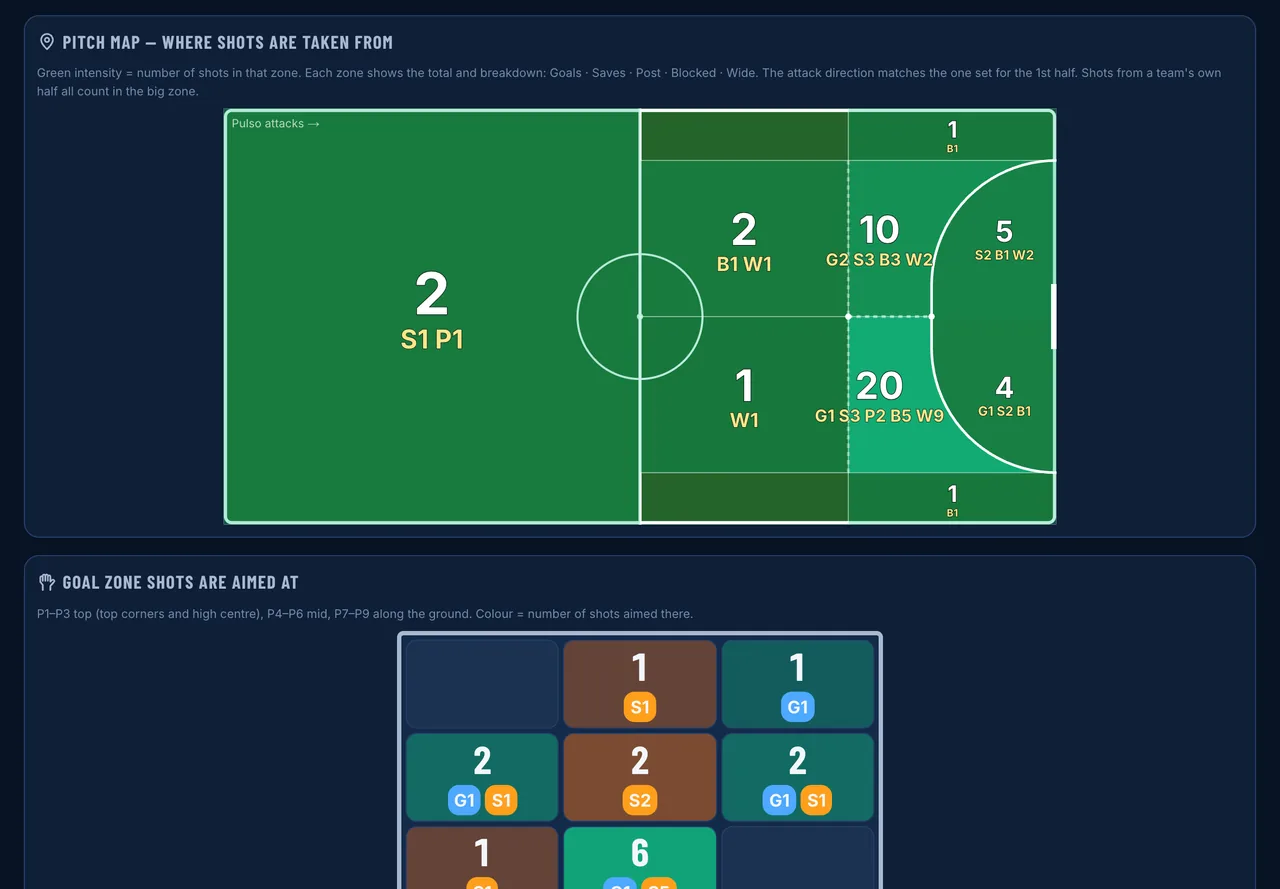 PITCH MAP — WHERE SHOTS ARE TAKEN FROM
Green intensity = number of shots in that zone. Each zone shows the total and breakdown: Goals · Saves · Post · Blocked · Wide. The attack direction matches the one set for the 1st half. Shots from a team's own
half all count in the big zone.
Pulso attacks →
1
B1
2
B1 W1
10
G2 S3 B3 W2
5
S2 B1 W2
2
S1 P1
1
W1
20
G1 S3 P2 B5 W9
4
G1 S2 B1
1
B1
GOAL ZONE SHOTS ARE AIMED AT
P1–P3 top (top corners and high centre), P4–P6 mid, P7–P9 along the ground. Colour = number of shots aimed there.
1
S1
1
G1
2
G1 S1
2
S2
2
G1 S1
1
S1
6
G1 S5